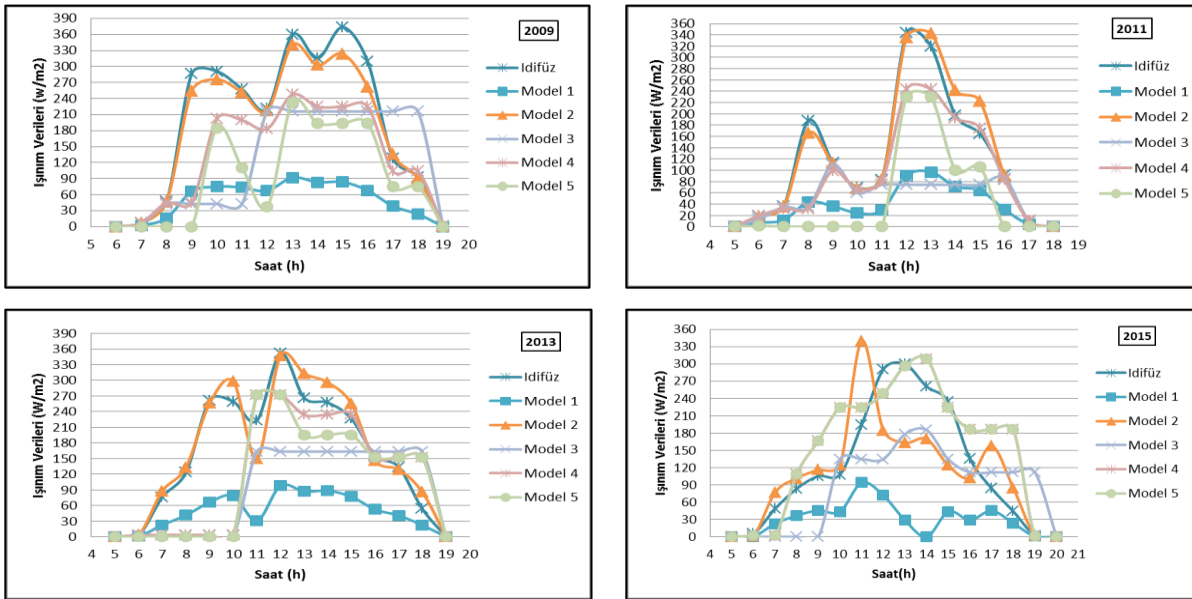 2009
Işınım Verileri (w/m2)
390
360
330
300
270
240
210
180
150
120
90
60
30
0
5 6 7 8 9 10 11 12 13 14 15 16 17 18 19 20
Saat (h)
Idifüz
Model 1
Model 2
Model 3
Model 4
Model 5
2011
Işınım Verileri (W/m2)
360
340
320
300
280
260
240
220
200
180
160
140
120
100
80
60
40
20
0
4 5 6 7 8 9 10 11 12 13 14 15 16 17 18 19
Saat (h)
Idifüz
Model 1
Model 2
Model 3
Model 4
Model 5
2013
Işınım Verileri (W/m2)
390
360
330
300
270
240
210
180
150
120
90
60
30
0
4 5 6 7 8 9 10 11 12 13 14 15 16 17 18 19 20
Saat (h)
Idifüz
Model 1
Model 2
Model 3
Model 4
Model 5
2015
Işınım Verileri (W/m2)
360
330
300
270
240
210
180
150
120
90
60
30
0
4 5 6 7 8 9 10 11 12 13 14 15 16 17 18 19 20 21
Saat(h)
Idifüz
Model 1
Model 2
Model 3
Model 4
Model 5